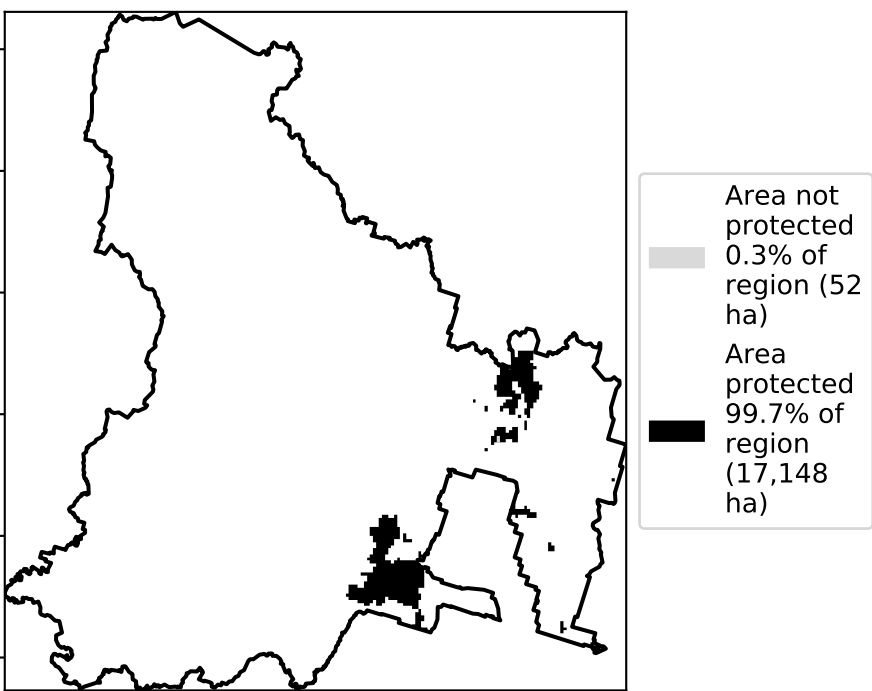 Area not
protected
0.3% of
region (52
ha)
Area
protected
99.7% of
region
(17,148
ha)